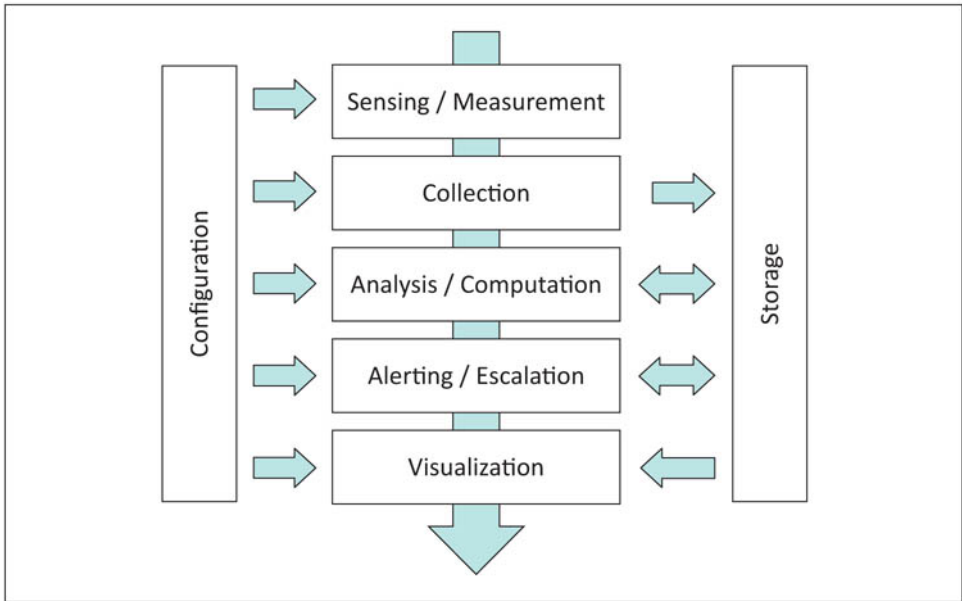 Configuration
Sensing / Measurement
Collection
Analysis / Computation
Alerting / Escalation
Visualization
Storage